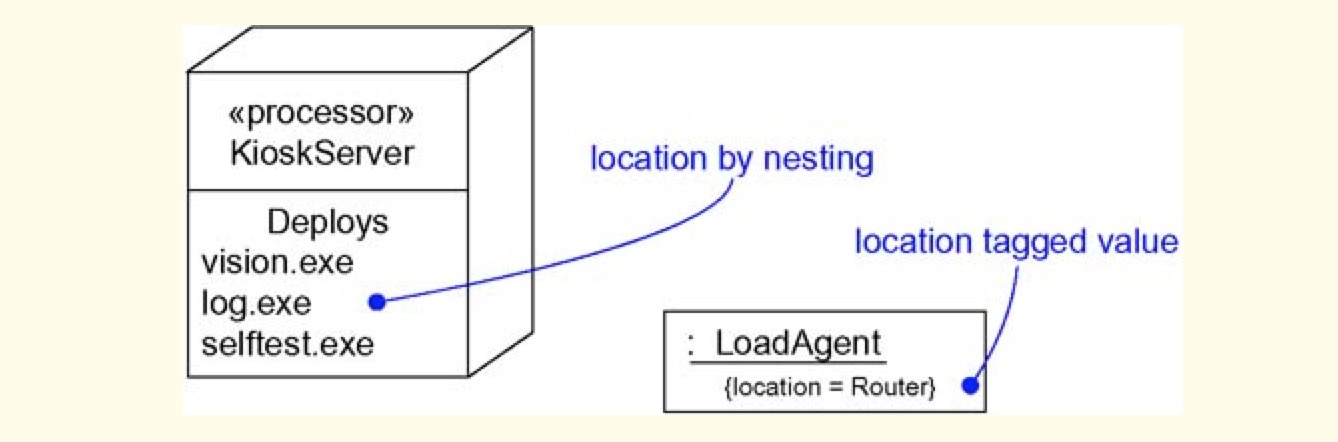 «processor»
KioskServer
Deploys
vision.exe
log.exe
selftest.exe
location by nesting
location tagged value
: LoadAgent
{location = Router}